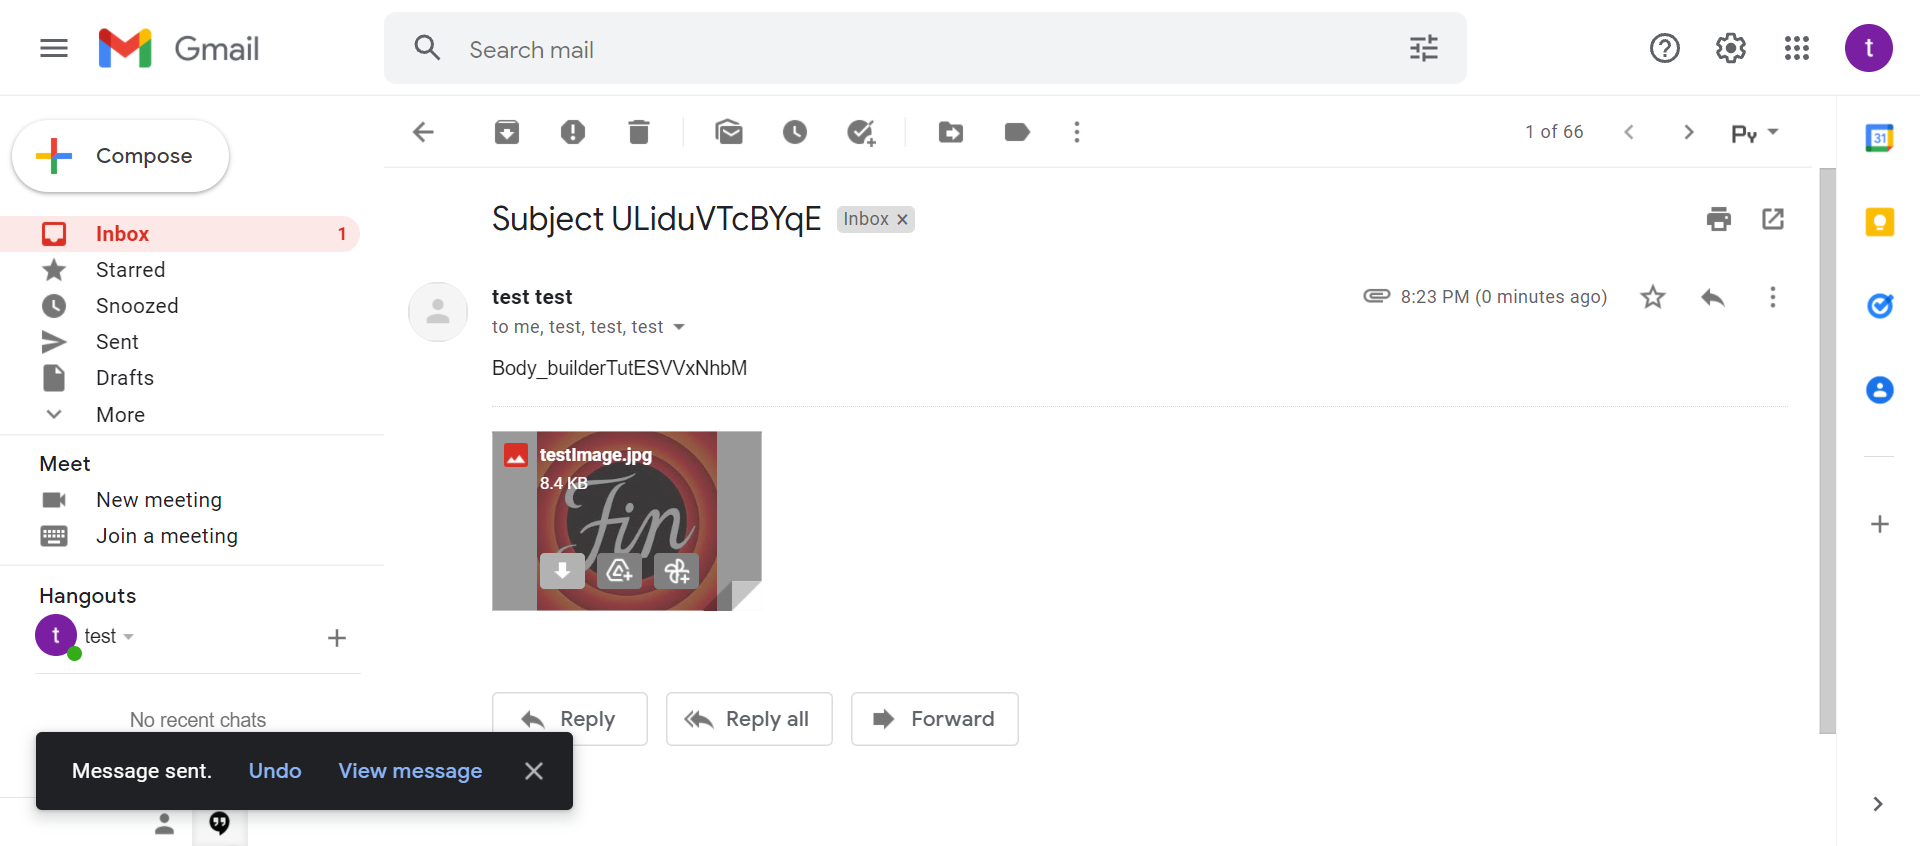 Gmail
Search mail
t
Compose
1 of 66
Py
31
Inbox 1
Starred
Snoozed
Sent
Drafts
More
Meet
New meeting
Join a meeting
Hangouts
t test
No recent chats
Subject ULiduVTcBYqE Inbox
test test
8:23 PM (0 minutes ago)
to me, test, test, test
Body_builderTutESVVxNhbM
testImage.jpg
8.4 KB
Fin
Reply Reply all Forward
Message sent. Undo View message